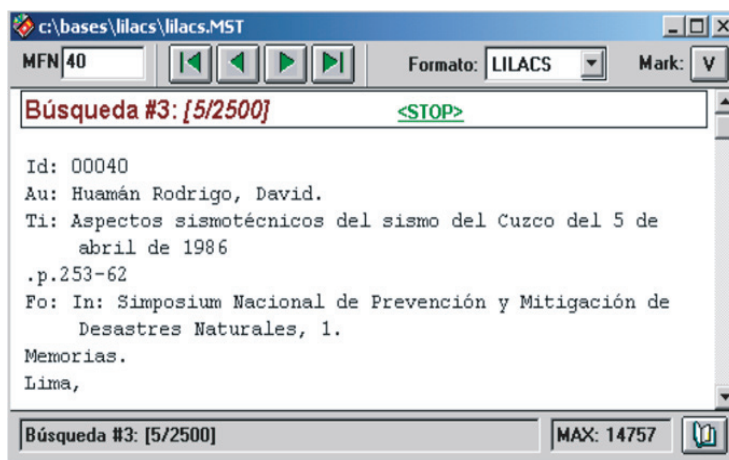 c:\bases\lilacs\lilacs.MST
MFN 40 Formato: LILACS Mark: V
Búsqueda #3: [5/2500] <STOP>
Id: 00040
Au: Huamán Rodrigo, David.
Ti: Aspectos sismotécnicos del sismo del Cuzco del 5 de
abril de 1986
.p.253-62
Fo: In: Simposium Nacional de Prevención y Mitigación de
Desastres Naturales, 1.
Memorias.
Lima,
Búsqueda #3: [5/2500] MAX: 14757